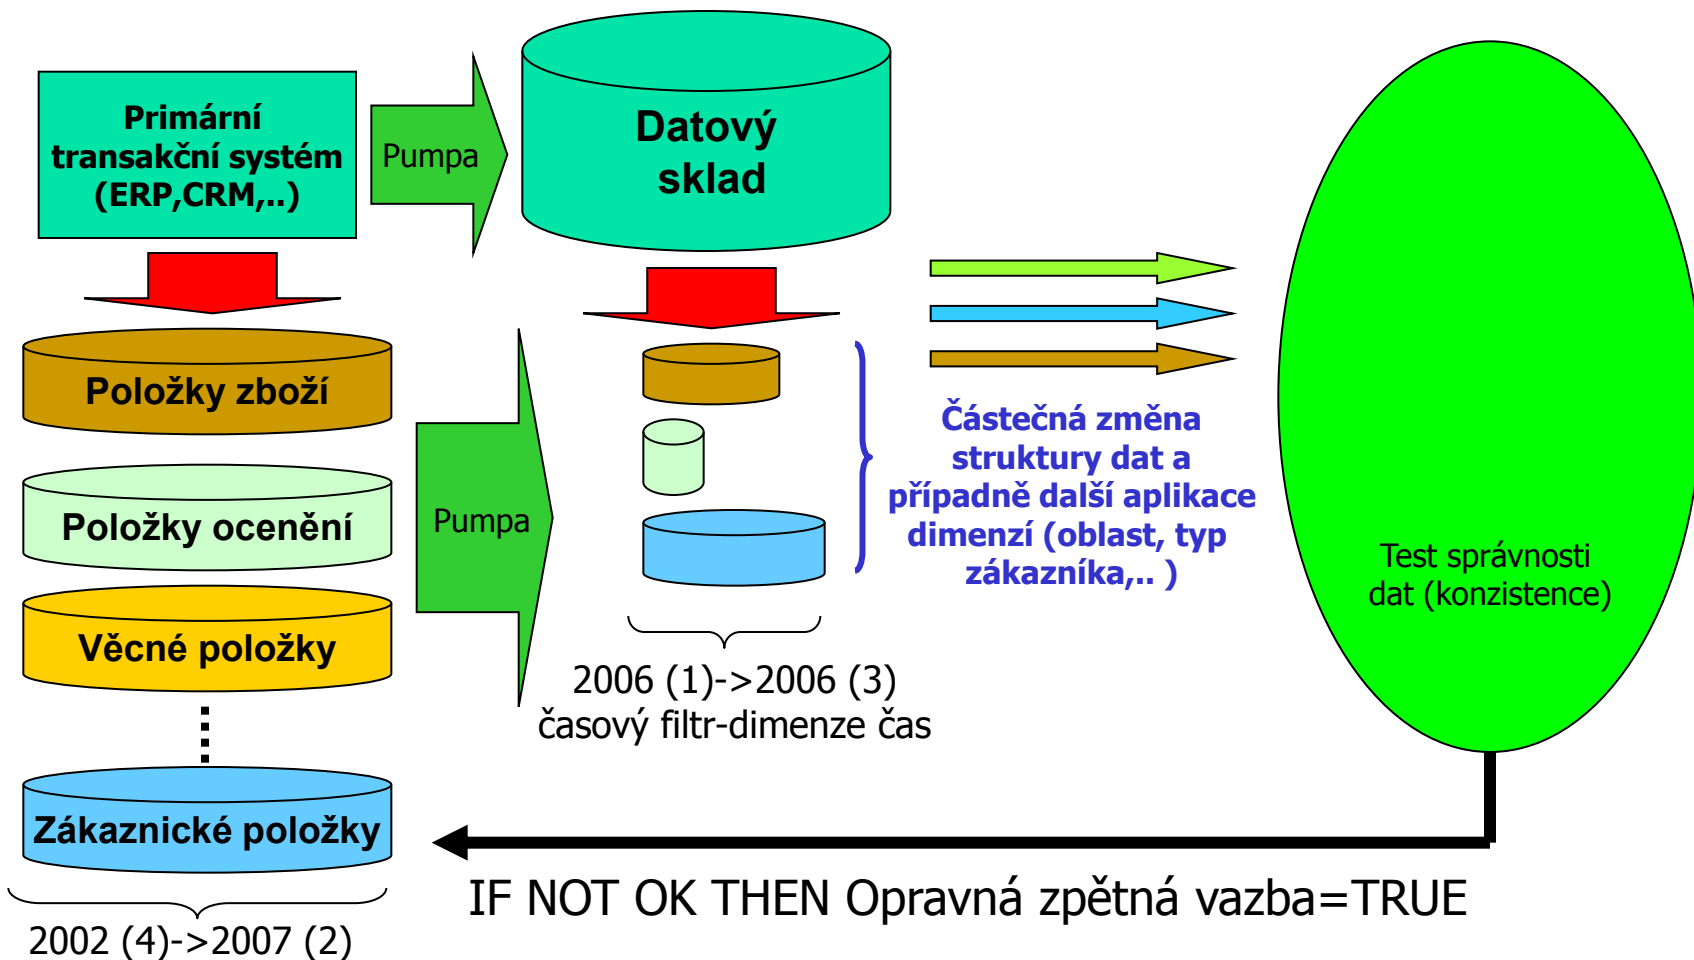 Primární
transakční systém
(ERP,CRM,..)
Pumpa
Datový
sklad
Položky zboží
Položky ocenění
Věcné položky
Zákaznické položky
2002 (4)->2007 (2)
Pumpa
2006 (1)->2006 (3)
časový filtr-dimenze čas
Částečná změna
struktury dat a
případně další aplikace
dimenzí (oblast, typ
zákazníka,.. )
Test správnosti
dat (konzistence)
IF NOT OK THEN Opravná zpětná vazba=TRUE